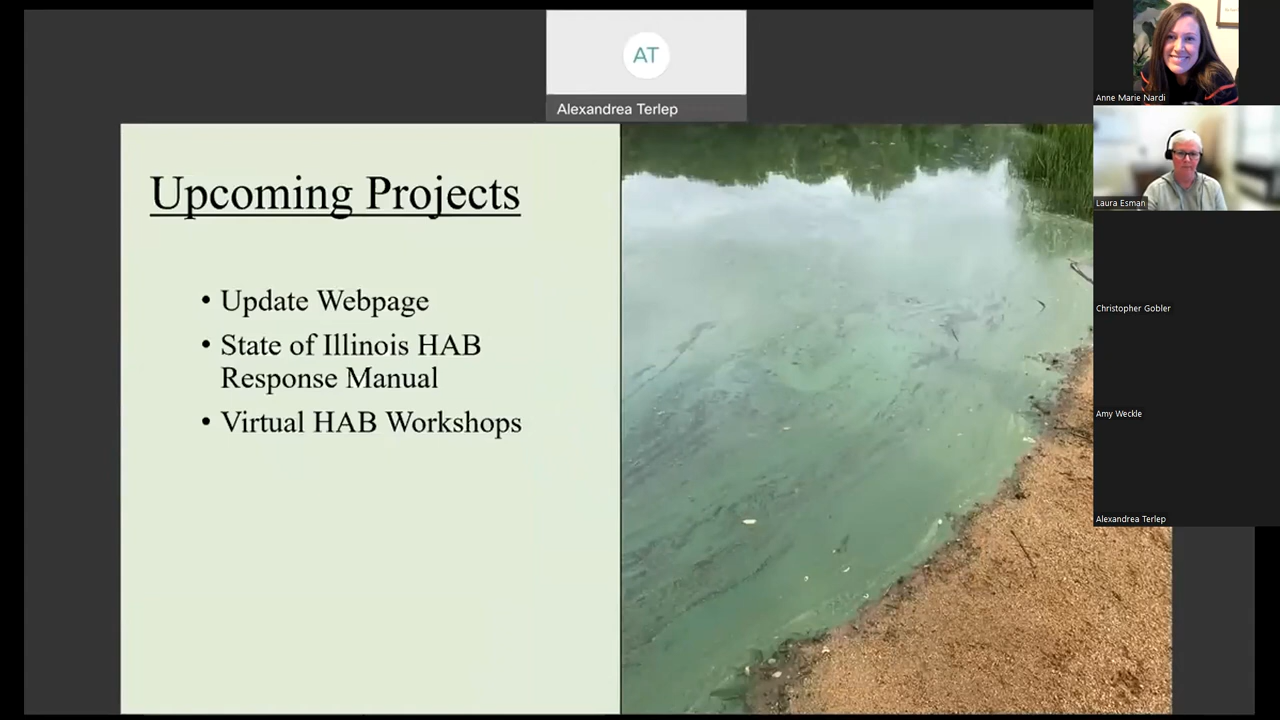 AT
Alexandrea Terlep
Upcoming Projects
• Update Webpage
• State of Illinois HAB
Response Manual
• Virtual HAB Workshops
Anne Marie Nardi
Laura Esman
Christopher Gobler
Amy Weckle
Alexandrea Terlep